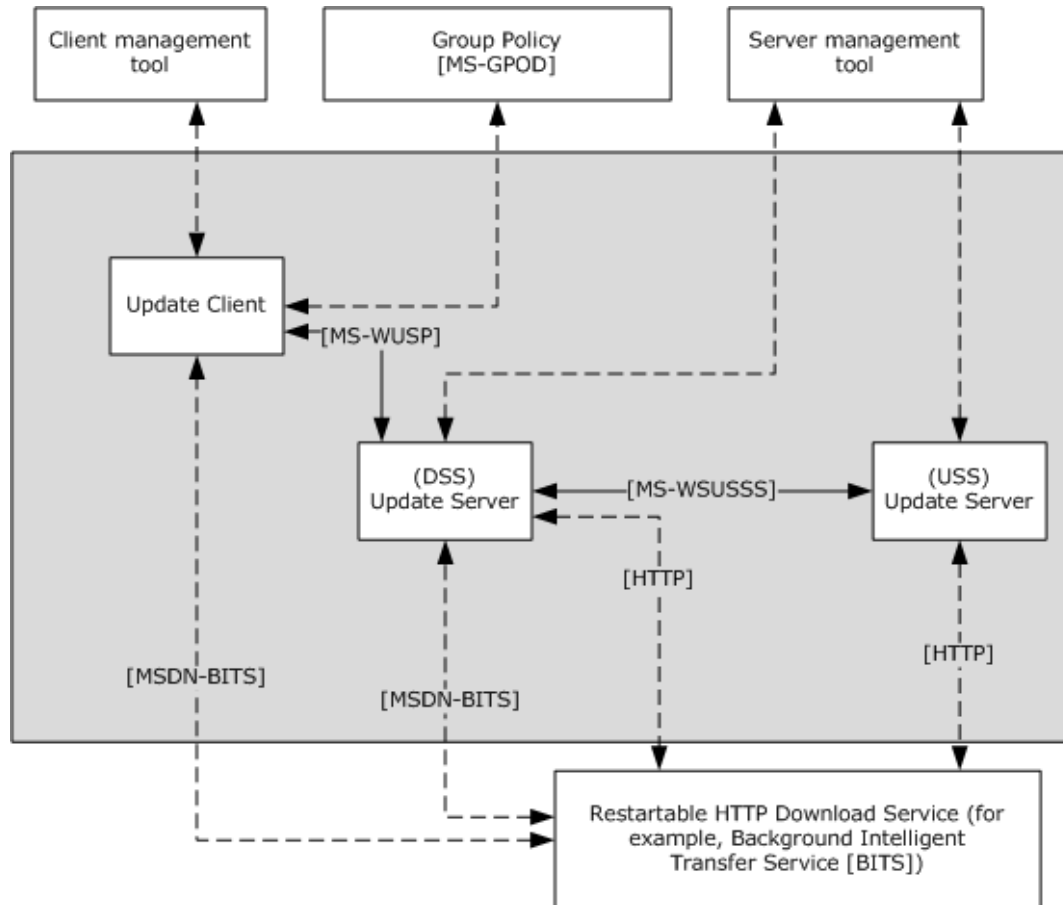 Client management
tool
Group Policy
[MS-GPOD]
Server management
tool
Update Client
[MS-WUSP]
(DSS)
Update Server
[MS-WSUSSS]
(USS)
Update Server
[HTTP]
[HTTP]
[MSDN-BITS]
[MSDN-BITS]
Restartable HTTP Download Service (for
example, Background Intelligent
Transfer Service [BITS])